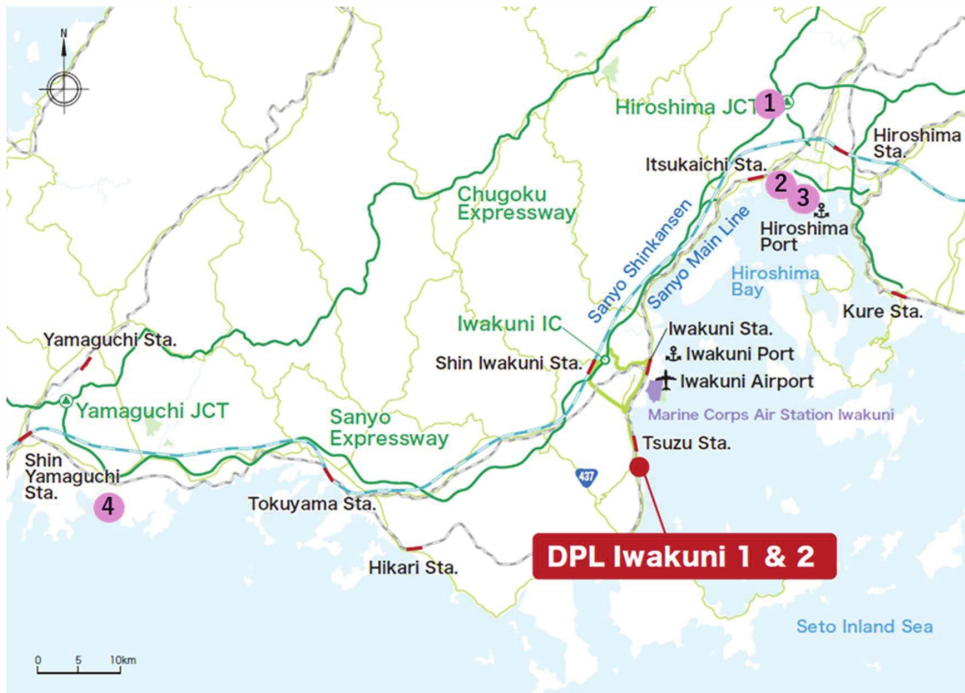 N
Hiroshima JCT
1
Hiroshima
Sta.
Itsukaichi Sta.
2
3
Hiroshima
Port
Chugoku
Expressway
Sanyo Shinkansen
Sanyo Main Line
Hiroshima
Bay
Kure Sta.
Iwakuni IC
Iwakuni Sta.
Yamaguchi Sta.
Shin Iwakuni Sta.
Iwakuni Port
Iwakuni Airport
Yamaguchi JCT
Marine Corps Air Station Iwakuni
Sanyo
Expressway
Tsuzu Sta.
Shin
Yamaguchi
Sta.
437
4
Tokuyama Sta.
DPL Iwakuni 1 & 2
Hikari Sta.
Seto Inland Sea
0 5 10km